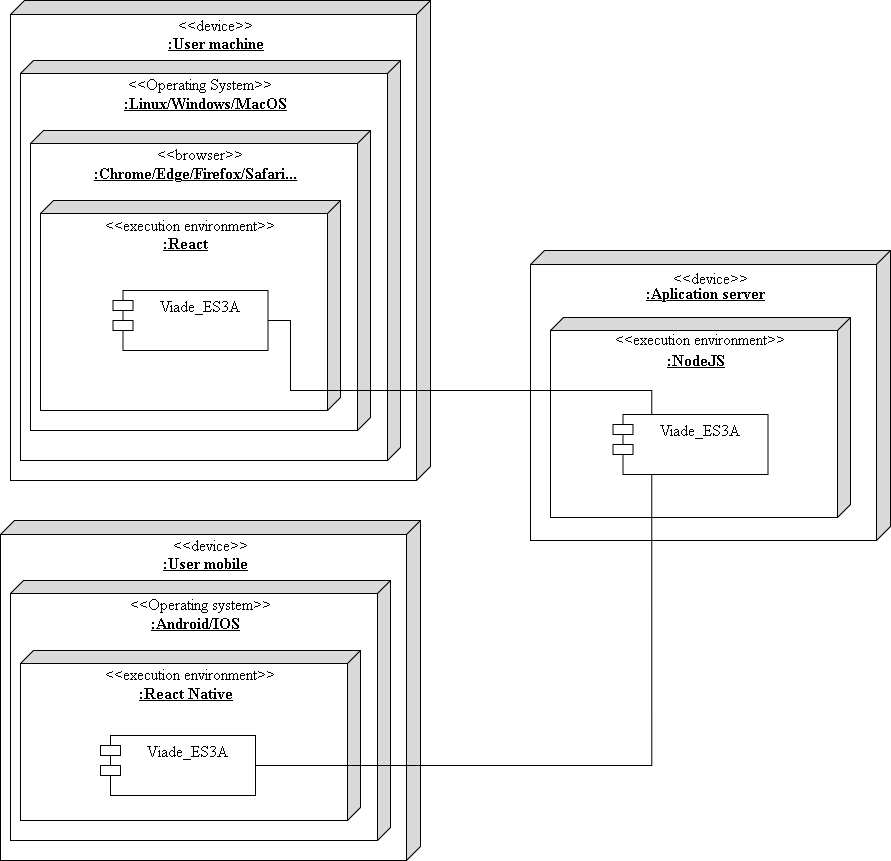 <<device>>
:User machine
<<Operating System>>
:Linux/Windows/MacOS
<<browser>>
:Chrome/Edge/Firefox/Safari...
<<execution environment>>
:React
Viade_ES3A
<<device>>
:Aplication server
<<execution environment>>
:NodeJS
Viade_ES3A
<<device>>
:User mobile
<<Operating system>>
:Android/IOS
<<execution environment>>
:React Native
Viade_ES3A